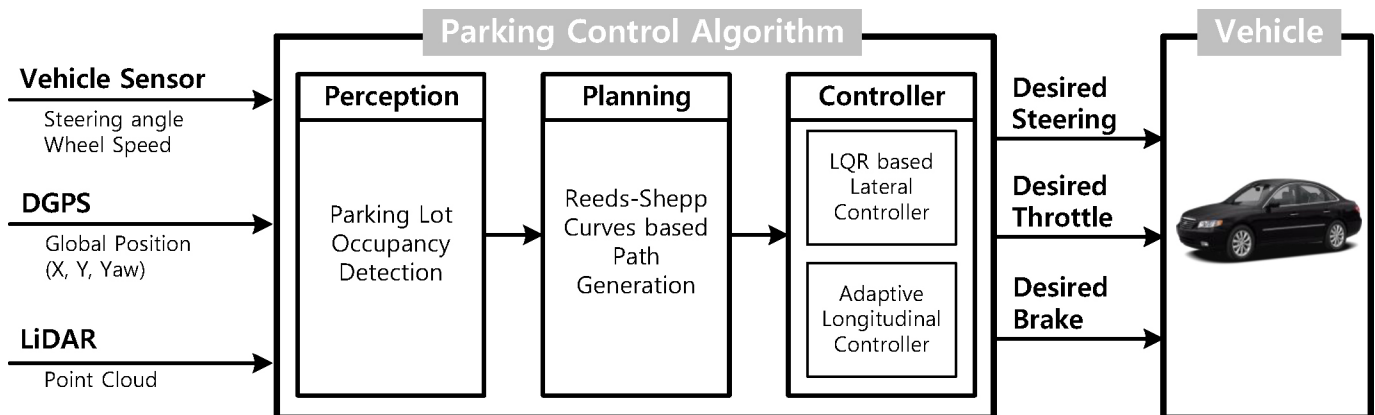 Parking Control Algorithm
Vehicle
Vehicle Sensor
Steering angle
Wheel Speed
DGPS
Global Position
(X, Y, Yaw)
LiDAR
Point Cloud
Perception
Parking Lot
Occupancy
Detection
Planning
Reeds-Shepp
Curves based
Path
Generation
Controller
LQR based
Lateral
Controller
Adaptive
Longitudinal
Controller
Desired
Steering
Desired
Throttle
Desired
Brake